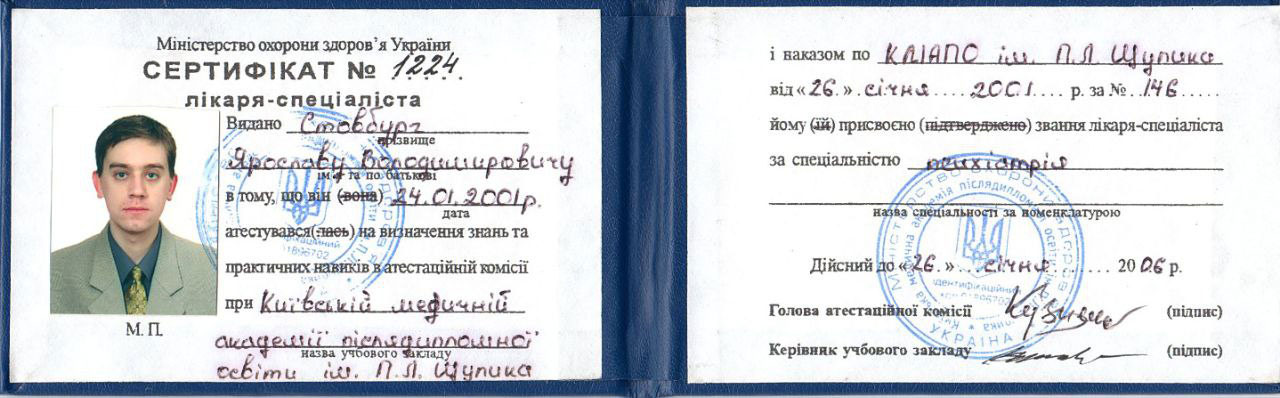 Міністерство охорони здоров’я України
СЕРТИФІКАТ № 1224.
лікаря-спеціаліста
Видано Стовбург
прізвище
Ярославу Володимировичу
ім'я та по батькові
в тому, що він (вона) 24.01.2001р.
дата
атестувався(лась) на визначення знань та
практичних навиків в атестаційній комісії
при Київській медичній
М. П.
академії післядипломної
назва учбового закладу
освіти ім. П.Л. Щупика
і наказом по КМАПО ім. П.Л. Щупика
від «26.» січня .... 2001 .... р. за № 146 .....
йому (їй) присвоєно (підтверджено) звання лікаря-спеціаліста
за спеціальністю психіатрія
назва спеціальності за номенклатурою
Дійсний до «26.» ... січня ........ 2006 р.
Голова атестаційної комісії (підпис)
Керівник учбового закладу (підпис)
УКРАЇНА